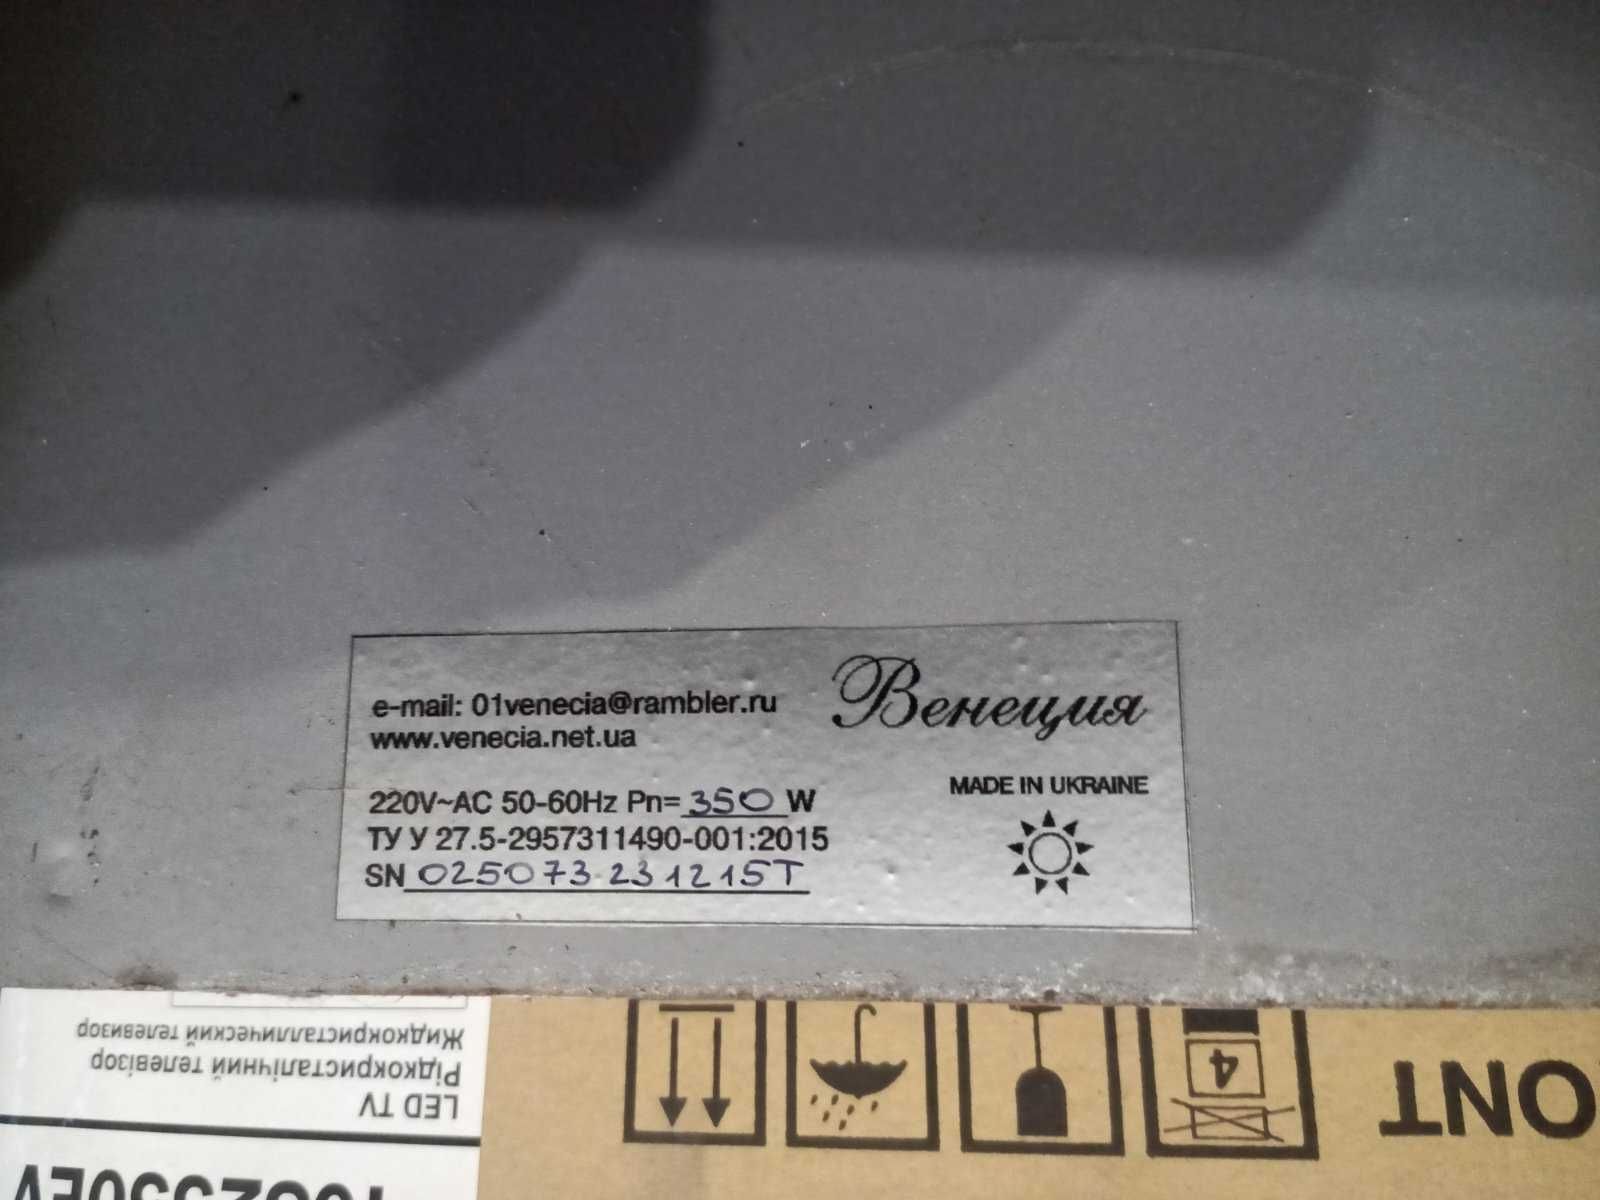 e-mail: 01venecia@rambler.ru
www.venecia.net.ua
Венеция
220V~AC 50-60Hz Pn= 350 W
ТУ У 27.5-2957311490-001:2015
SN 025073 231215T
MADE IN UKRAINE
ONT
4
LED TV
Рідкокристалічний телевізор
Жидкокристаллический телевизор